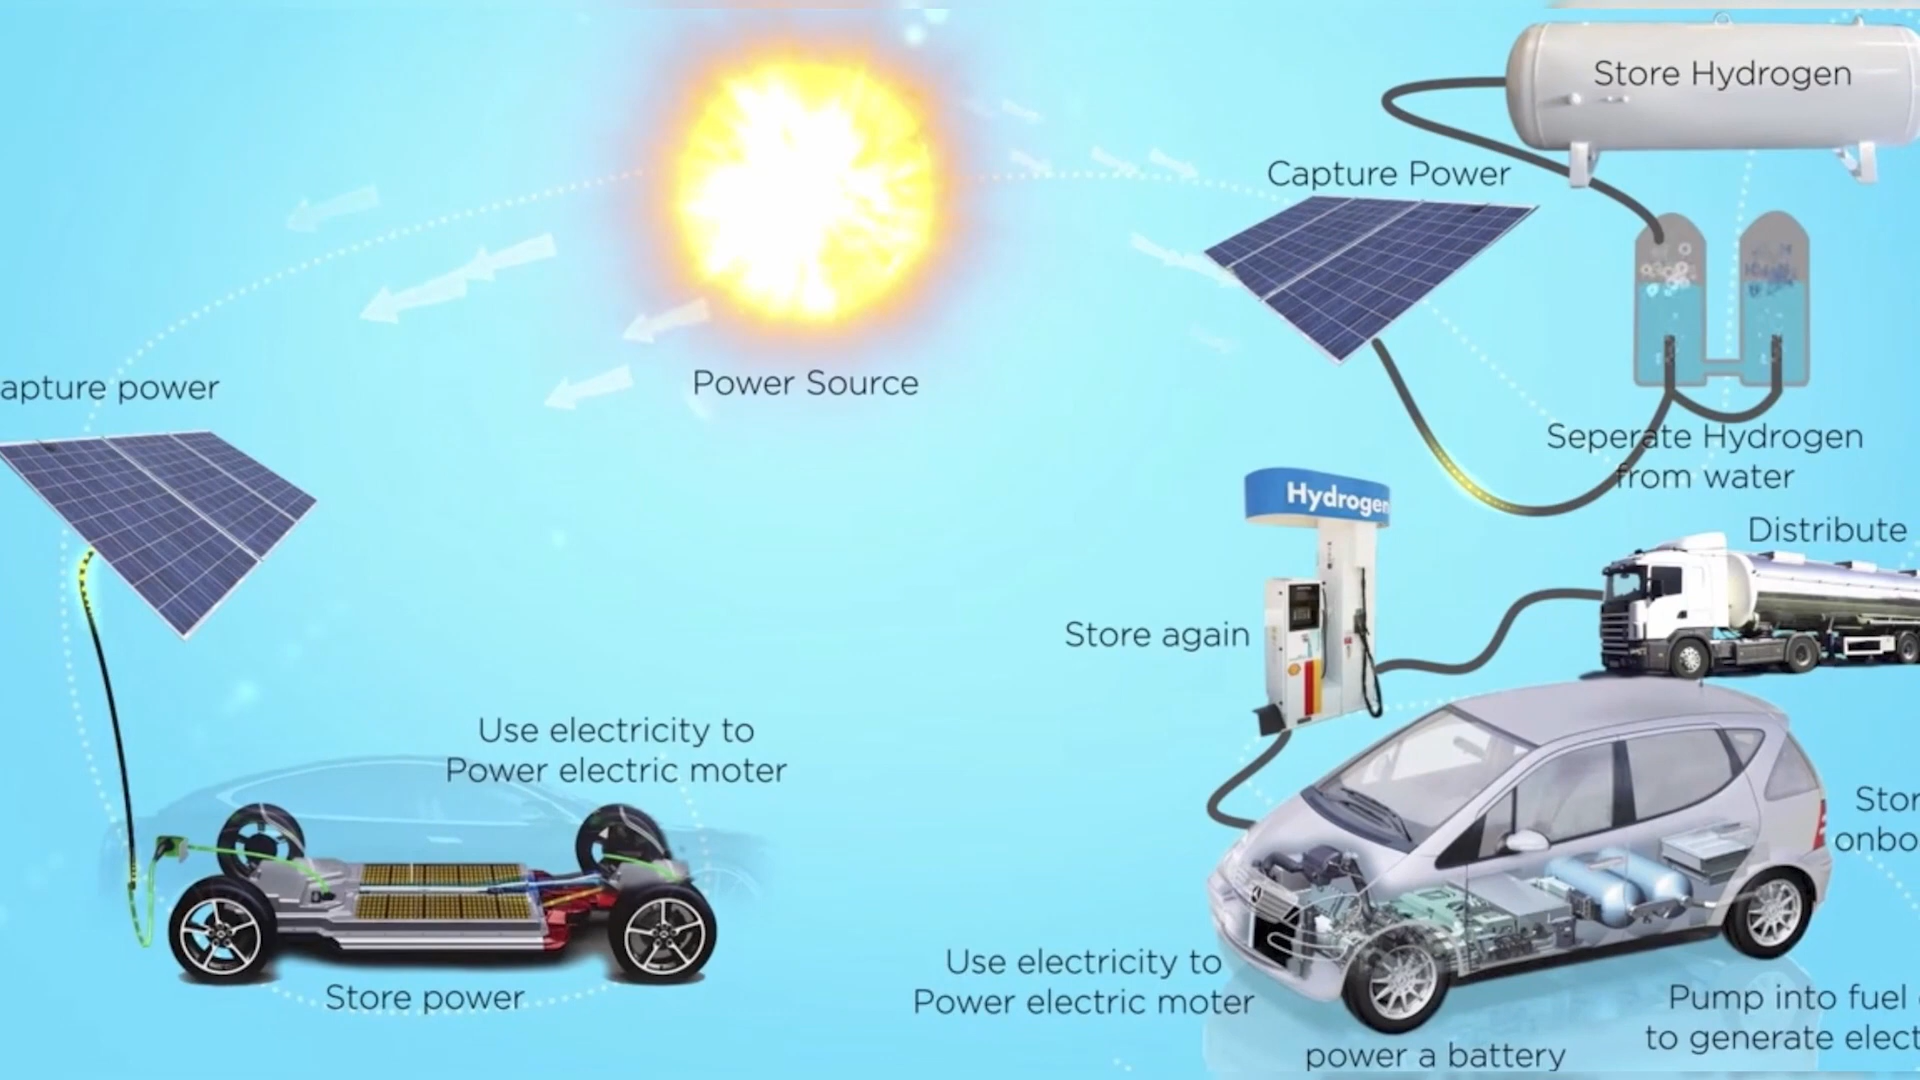 Store Hydrogen
Capture Power
Power Source
apture power
Seperate Hydrogen
from water
Hydrogen
Distribute
Store again
Use electricity to
Power electric moter
Stor
onbo
Store power
Use electricity to
Power electric moter
Pump into fuel
to generate elect
power a battery